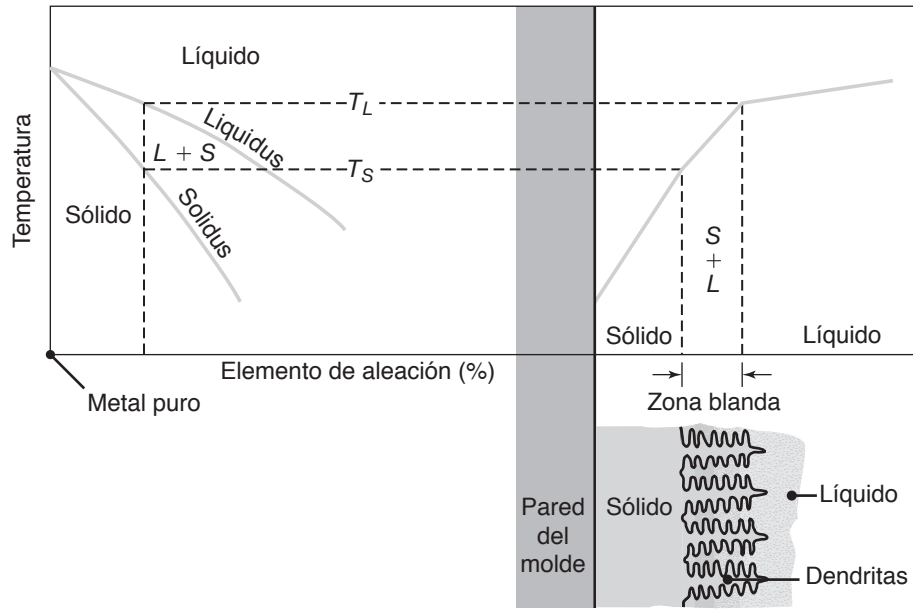 Líquido
T_L
Liquidus
L + S
T_S
Solidus
Sólido
Temperatura
S
+
L
Sólido
Líquido
Elemento de aleación (%)
Metal puro
Zona blanda
Pared
del
molde
Sólido
Líquido
Dendritas